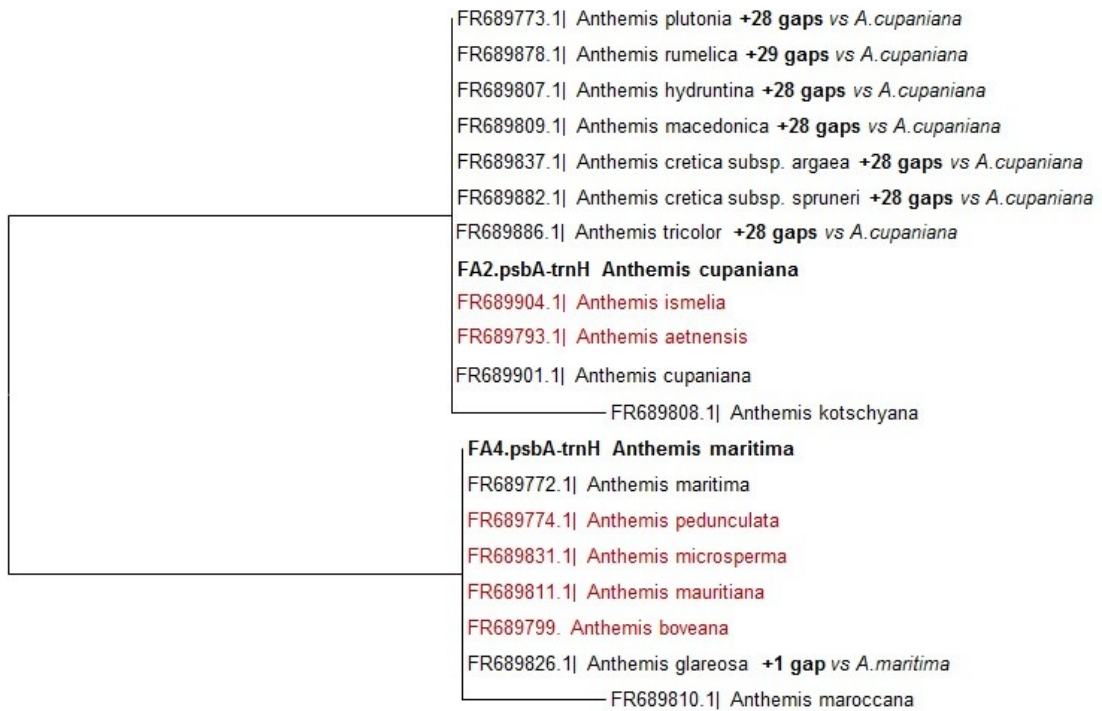 FR689773.1| Anthemis plutonia +28 gaps vs A.cupaniana
FR689878.1| Anthemis rumelica +29 gaps vs A.cupaniana
FR689807.1| Anthemis hydruntina +28 gaps vs A.cupaniana
FR689809.1| Anthemis macedonica +28 gaps vs A.cupaniana
FR689837.1| Anthemis cretica subsp. argaea +28 gaps vs A.cupaniana
FR689882.1| Anthemis cretica subsp. spruneri +28 gaps vs A.cupaniana
FR689886.1| Anthemis tricolor +28 gaps vs A.cupaniana
FA2.psbA-trnH Anthemis cupaniana
FR689904.1| Anthemis ismelia
FR689793.1| Anthemis aetnensis
FR689901.1| Anthemis cupaniana
FR689808.1| Anthemis kotschyana
FA4.psbA-trnH Anthemis maritima
FR689772.1| Anthemis maritima
FR689774.1| Anthemis pedunculata
FR689831.1| Anthemis microsperma
FR689811.1| Anthemis mauritiana
FR689799. Anthemis boveana
FR689826.1| Anthemis glareosa +1 gap vs A.maritima
FR689810.1| Anthemis maroccana